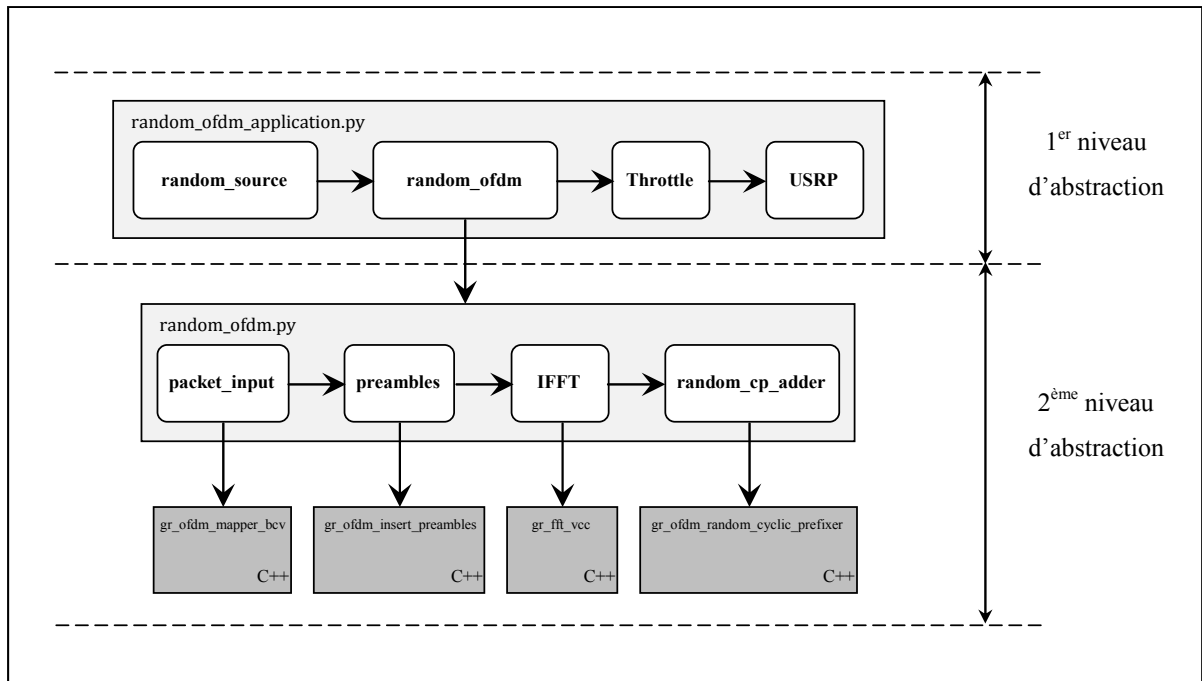 random_ofdm_application.py
random_source
random_ofdm
Throttle
USRP
1er niveau
d’abstraction
random_ofdm.py
packet_input
preambles
IFFT
random_cp_adder
2ème niveau
d’abstraction
gr_ofdm_mapper_bcv
C++
gr_ofdm_insert_preambles
C++
gr_fft_vcc
C++
gr_ofdm_random_cyclic_prefixer
C++